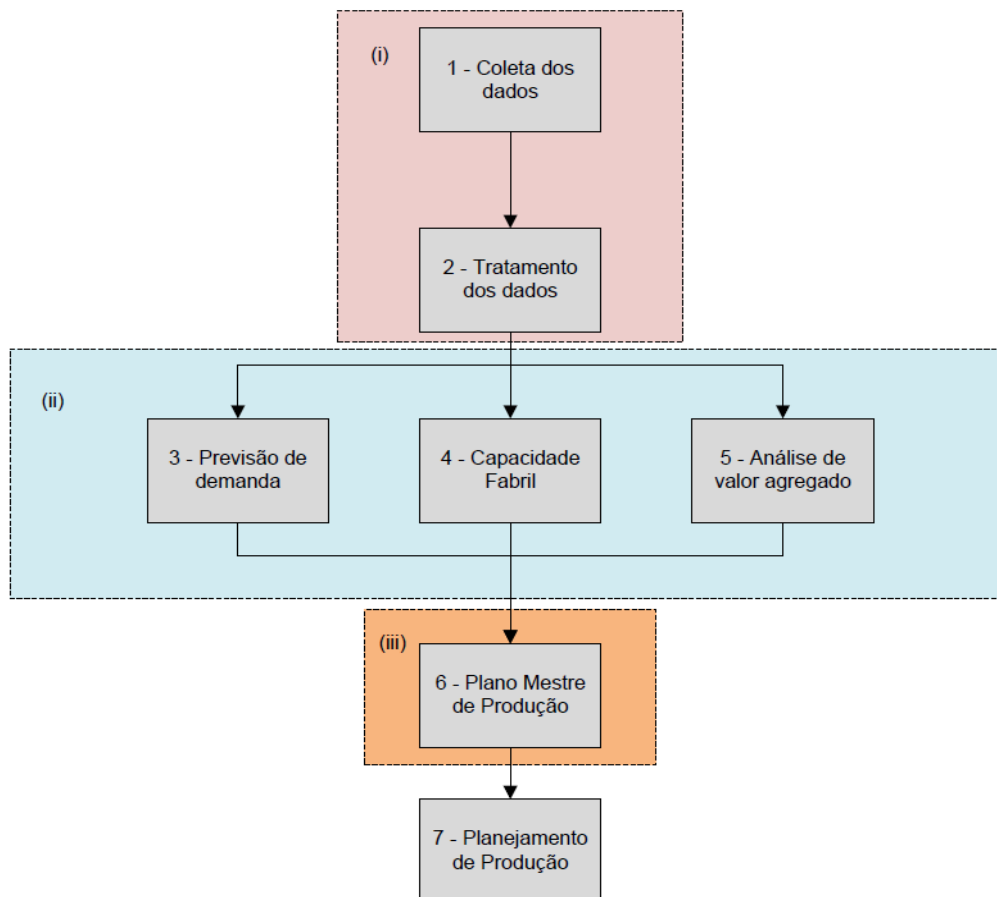 (i)
1 - Coleta dos
dados
2 - Tratamento
dos dados
(ii)
3 - Previsão de
demanda
4 - Capacidade
Fabril
5 - Análise de
valor agregado
(iii)
6 - Plano Mestre
de Produção
7 - Planejamento
de Produção